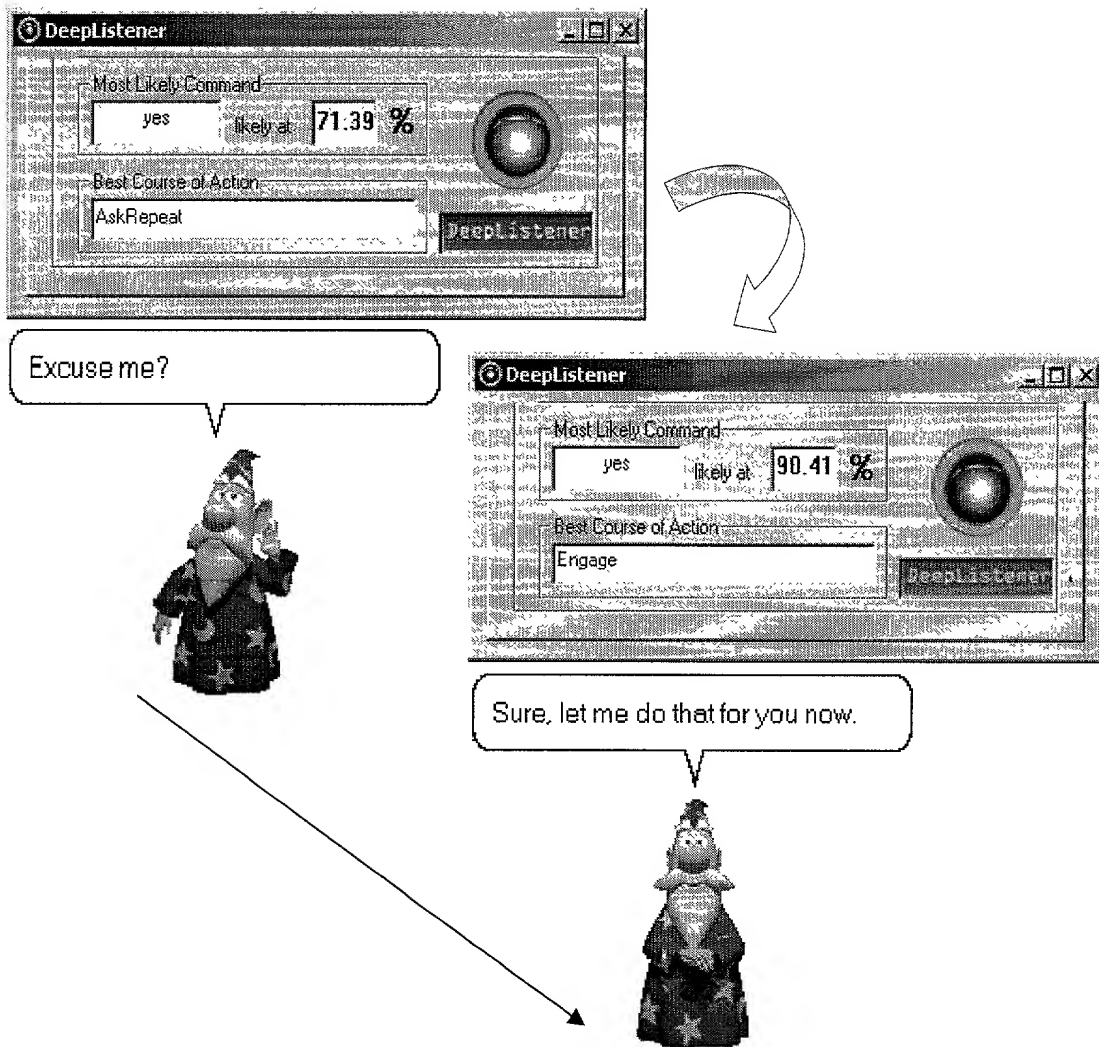 DeepListener
Most Likely Command
yes likely at 71.39 %
Best Course of Action
AskRepeat
DeepListener
Excuse me?
DeepListener
Most Likely Command
yes likely at 90.41 %
Best Course of Action
Engage
DeepListener
Sure, let me do that for you now.